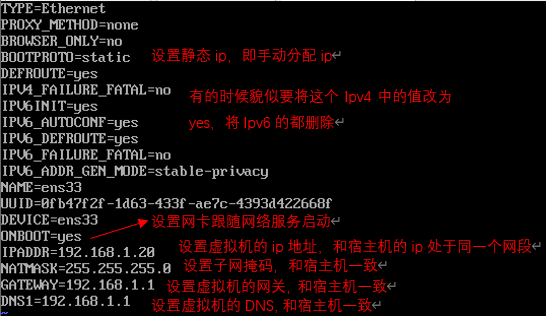 TYPE=Ethernet
PROXY_METHOD=none
BROWSER_ONLY=no
BOOTPROTO=static 设置静态 ip，即手动分配 ip↵
DEFROUTE=yes
IPV4_FAILURE_FATAL=no 有的时候貌似要将这个 Ipv4 中的值改为
IPV6INIT=yes
IPV6_AUTOCONF=yes yes，将 Ipv6 的都删除↵
IPV6_DEFROUTE=yes
IPV6_FAILURE_FATAL=no
IPV6_ADDR_GEN_MODE=stable-privacy
NAME=ens33
UUID=0fb47f2f-1d63-433f-ae7c-4393d422668f
DEVICE=ens33 设置网卡跟随网络服务启动↵
ONBOOT=yes
IPADDR=192.168.1.20 设置虚拟机的 ip 地址，和宿主机的 ip 处于同一个网段↵
NATMASK=255.255.255.0 设置子网掩码，和宿主机一致↵
GATEWAY=192.168.1.1 设置虚拟机的网关，和宿主机一致↵
DNS1=192.168.1.1 设置虚拟机的 DNS, 和宿主机一致↵
~